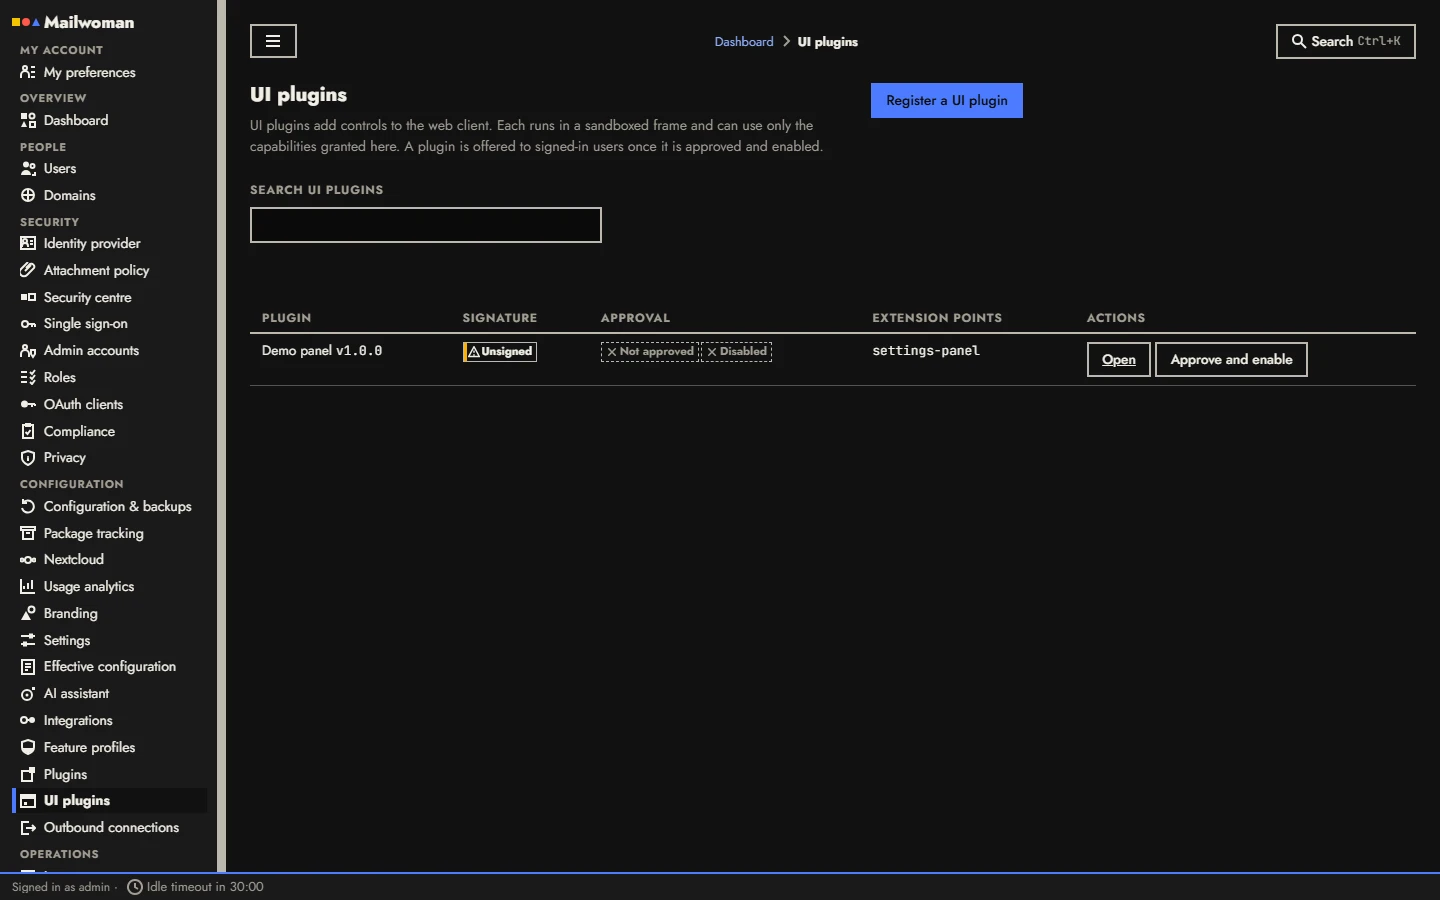 Mailwoman
MY ACCOUNT
My preferences
OVERVIEW
Dashboard
PEOPLE
Users
Domains
SECURITY
Identity provider
Attachment policy
Security centre
Single sign-on
Admin accounts
Roles
OAuth clients
Compliance
Privacy
CONFIGURATION
Configuration & backups
Package tracking
Nextcloud
Usage analytics
Branding
Settings
Effective configuration
AI assistant
Integrations
Feature profiles
Plugins
UI plugins
Outbound connections
OPERATIONS
Dashboard UI plugins
Search Ctrl+K
UI plugins
Register a UI plugin
UI plugins add controls to the web client. Each runs in a sandboxed frame and can use only the
capabilities granted here. A plugin is offered to signed-in users once it is approved and enabled.
SEARCH UI PLUGINS
PLUGIN SIGNATURE APPROVAL EXTENSION POINTS ACTIONS
Demo panel v1.0.0 Unsigned Not approved Disabled settings-panel Open Approve and enable
Signed in as admin · Idle timeout in 30:00